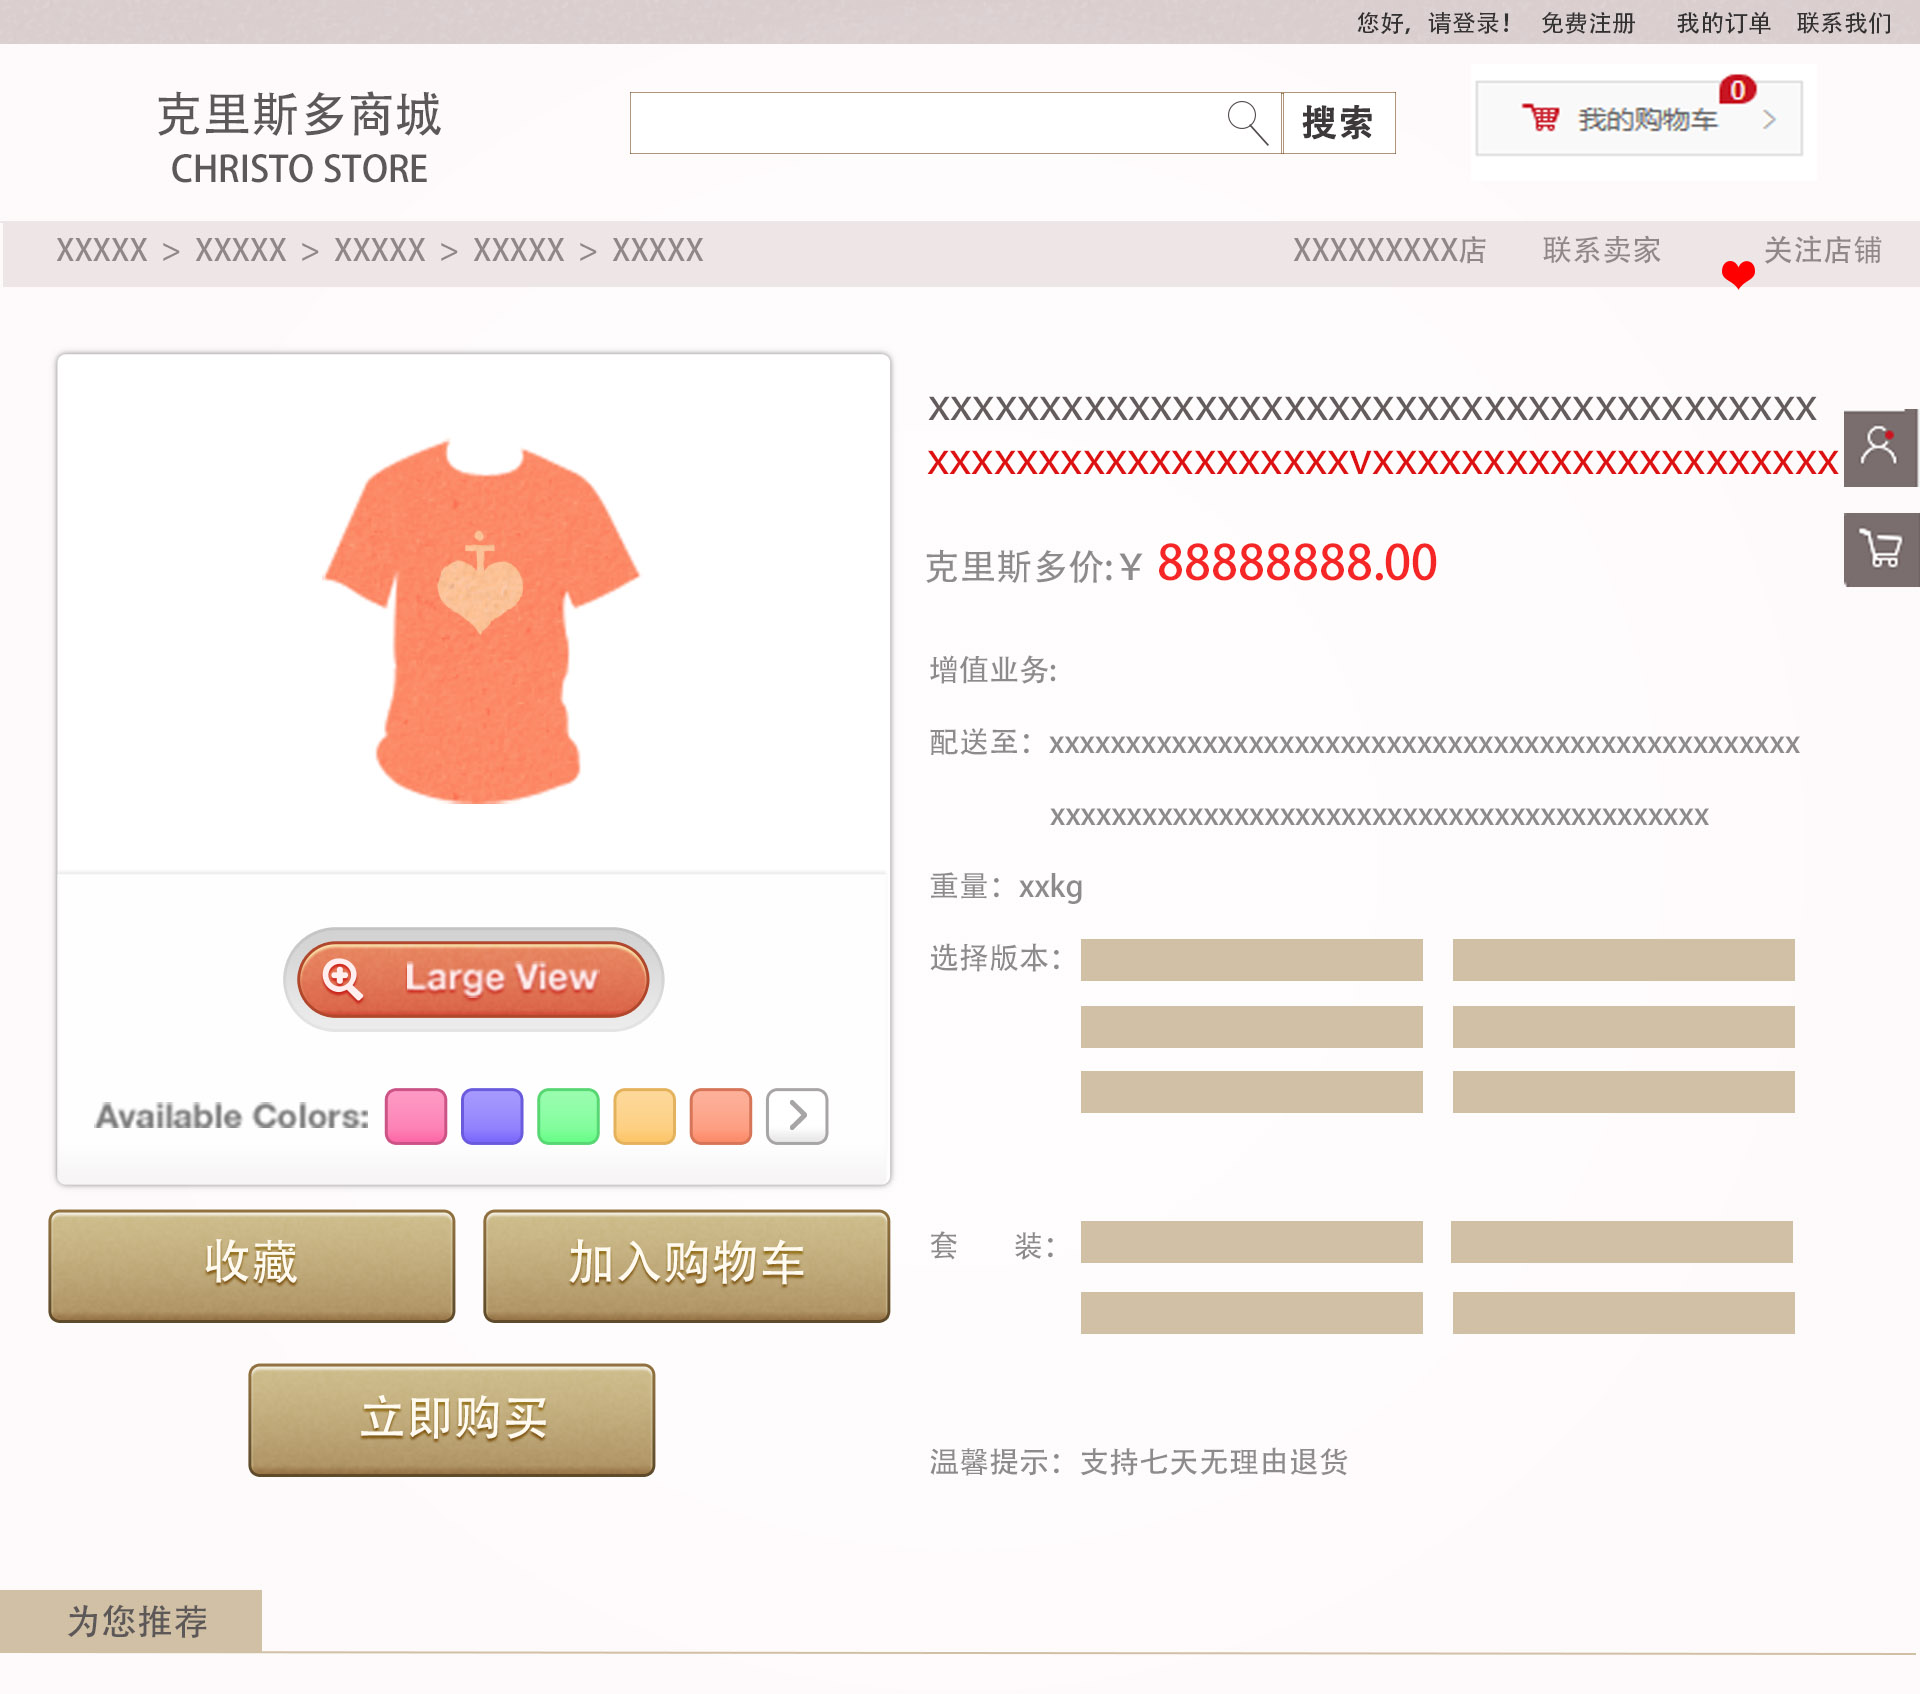 您好，请登录！ 免费注册 我的订单 联系我们
克里斯多商城
CHRISTO STORE
搜索
0
我的购物车 >
XXXXX > XXXXX > XXXXX > XXXXX > XXXXX
XXXXXXXXX店 联系卖家 关注店铺
XXXXXXXXXXXXXXXXXXXXXXXXXXXXXXXXXXXXXXXX
XXXXXXXXXXXXXXXXXXXVXXXXXXXXXXXXXXXXXXXXX
克里斯多价:￥ 88888888.00
增值业务:
配送至：xxxxxxxxxxxxxxxxxxxxxxxxxxxxxxxxxxxxxxxxxxxxxxxxx
xxxxxxxxxxxxxxxxxxxxxxxxxxxxxxxxxxxxxxxxxxx
重量：xxkg
选择版本：
Large View
Available Colors:
收藏
加入购物车
套 装：
立即购买
温馨提示：支持七天无理由退货
为您推荐